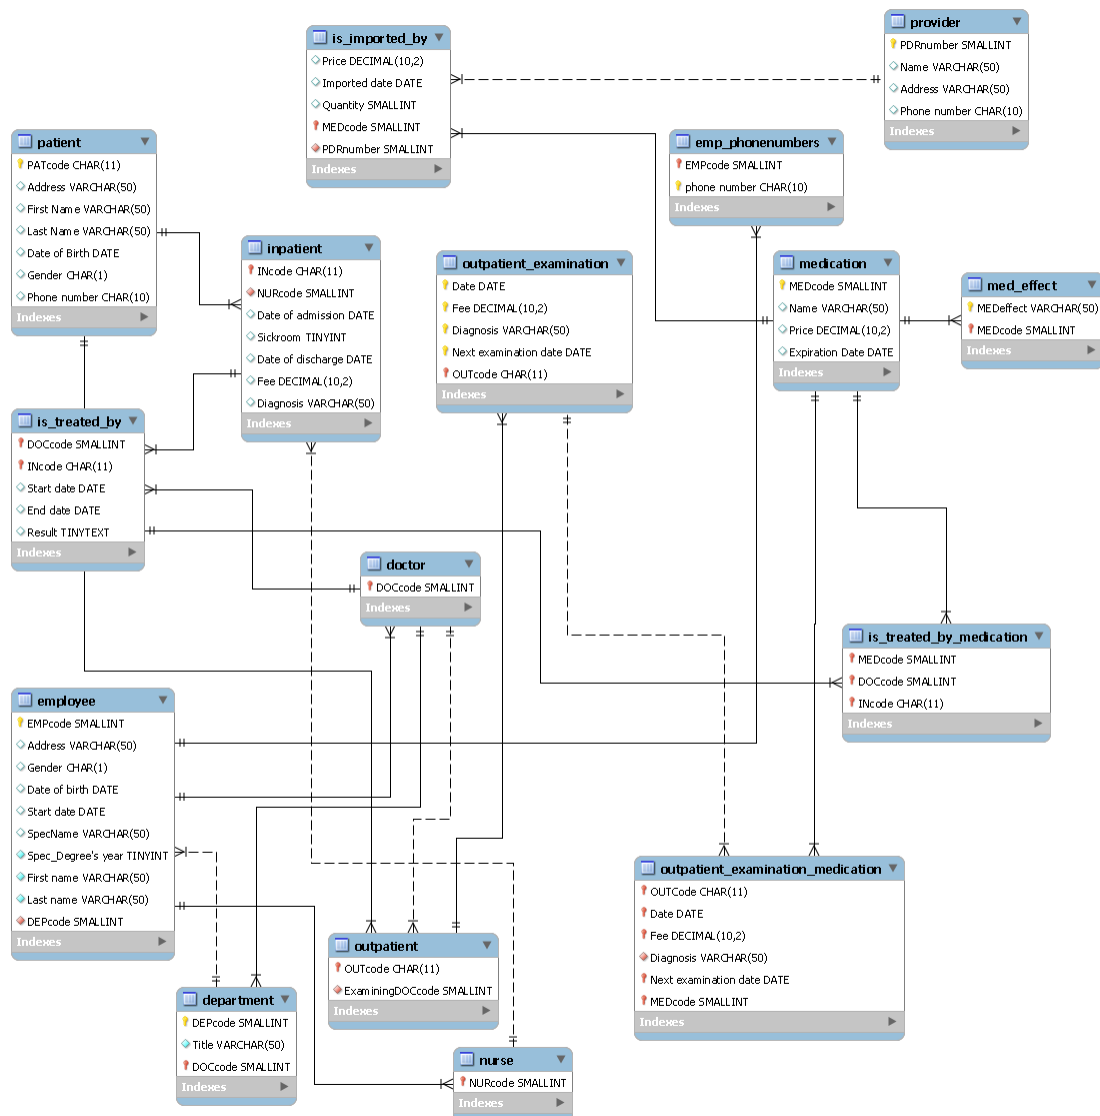 provider
PDRnumber SMALLINT
Name VARCHAR(50)
Address VARCHAR(50)
Phone number CHAR(10)
Indexes
is_imported_by
Price DECIMAL(10,2)
Imported date DATE
Quantity SMALLINT
MEDcode SMALLINT
PDRnumber SMALLINT
Indexes
patient
PATcode CHAR(11)
Address VARCHAR(50)
First Name VARCHAR(50)
Last Name VARCHAR(50)
Date of Birth DATE
Gender CHAR(1)
Phone number CHAR(10)
Indexes
emp_phonenumbers
EMPcode SMALLINT
phone number CHAR(10)
Indexes
inpatient
INcode CHAR(11)
NURcode SMALLINT
Date of admission DATE
Sickroom TINYINT
Date of discharge DATE
Fee DECIMAL(10,2)
Diagnosis VARCHAR(50)
Indexes
outpatient_examination
Date DATE
Fee DECIMAL(10,2)
Diagnosis VARCHAR(50)
Next examination date DATE
OUTcode CHAR(11)
Indexes
medication
MEDcode SMALLINT
Name VARCHAR(50)
Price DECIMAL(10,2)
Expiration Date DATE
Indexes
med_effect
MEDeffect VARCHAR(50)
MEDcode SMALLINT
Indexes
is_treated_by
DOCcode SMALLINT
INcode CHAR(11)
Start date DATE
End date DATE
Result TINYTEXT
Indexes
doctor
DOCcode SMALLINT
Indexes
is_treated_by_medication
MEDcode SMALLINT
DOCcode SMALLINT
INcode CHAR(11)
Indexes
employee
EMPcode SMALLINT
Address VARCHAR(50)
Gender CHAR(1)
Date of birth DATE
Start date DATE
SpecName VARCHAR(50)
Spec_Degree's year TINYINT
First name VARCHAR(50)
Last name VARCHAR(50)
DEPcode SMALLINT
Indexes
outpatient_examination_medication
OUTCode CHAR(11)
Date DATE
Fee DECIMAL(10,2)
Diagnosis VARCHAR(50)
Next examination date DATE
MEDcode SMALLINT
Indexes
outpatient
OUTcode CHAR(11)
ExaminingDOCcode SMALLINT
Indexes
department
DEPcode SMALLINT
Title VARCHAR(50)
DOCcode SMALLINT
Indexes
nurse
NURcode SMALLINT
Indexes